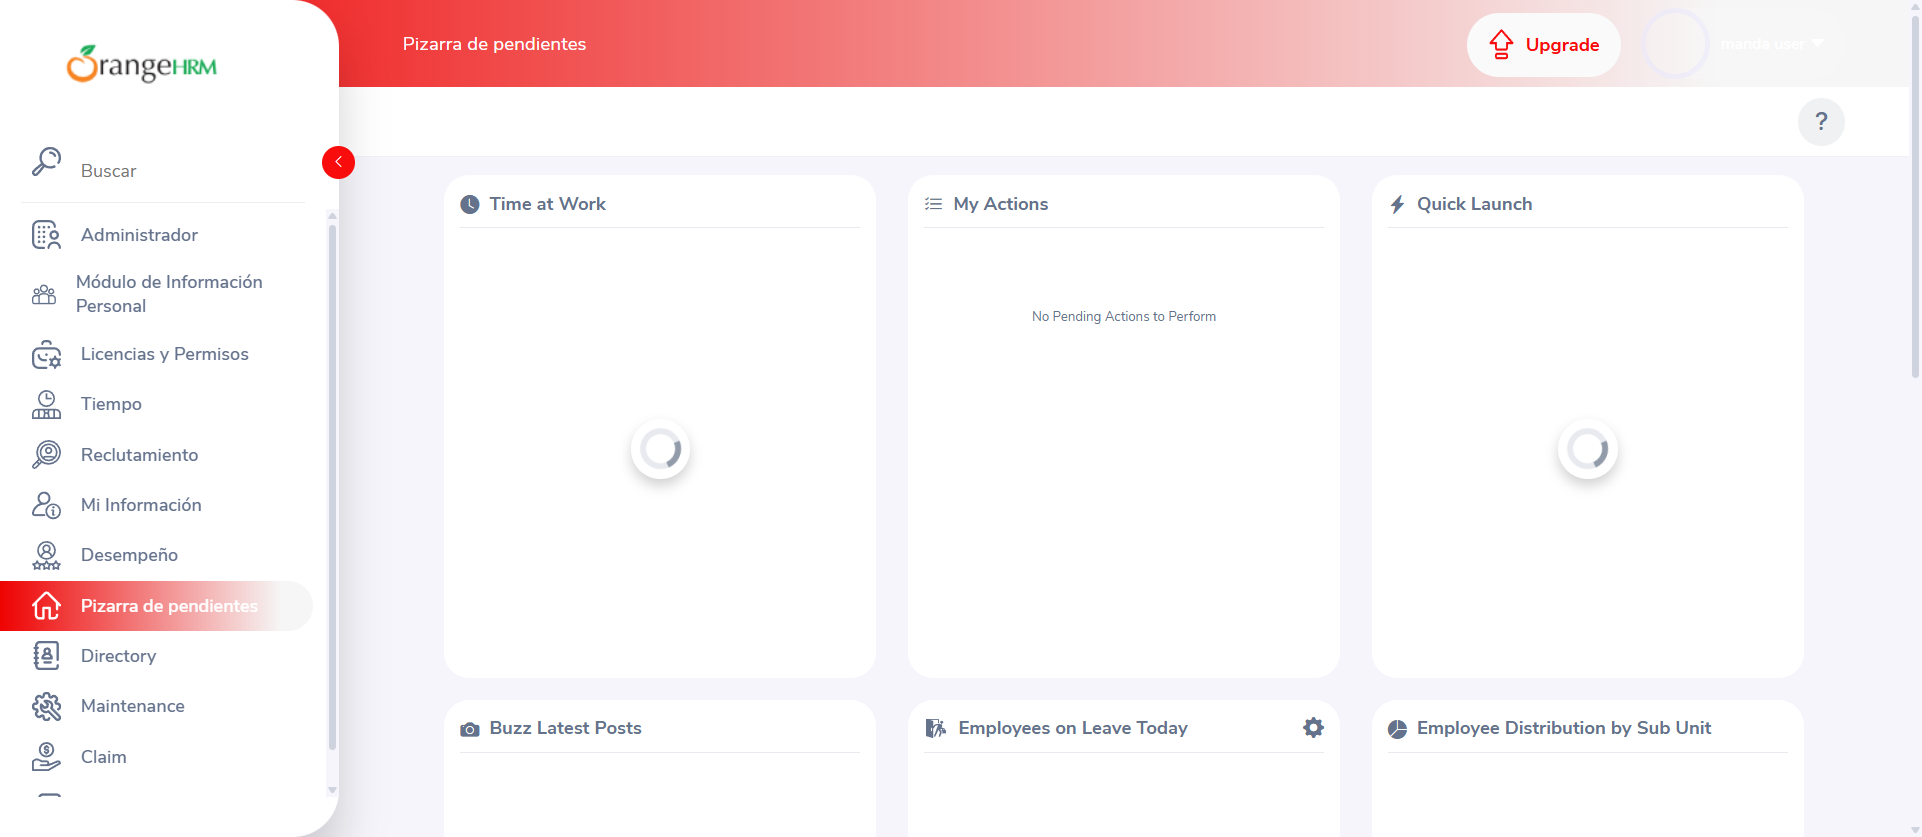 OrangeHRM
Buscar
Administrador
Módulo de Información
Personal
Licencias y Permisos
Tiempo
Reclutamiento
Mi Información
Desempeño
Pizarra de pendientes
Directory
Maintenance
Claim
Pizarra de pendientes
Upgrade
manda user
?
Time at Work
My Actions
No Pending Actions to Perform
Quick Launch
Buzz Latest Posts
Employees on Leave Today
Employee Distribution by Sub Unit